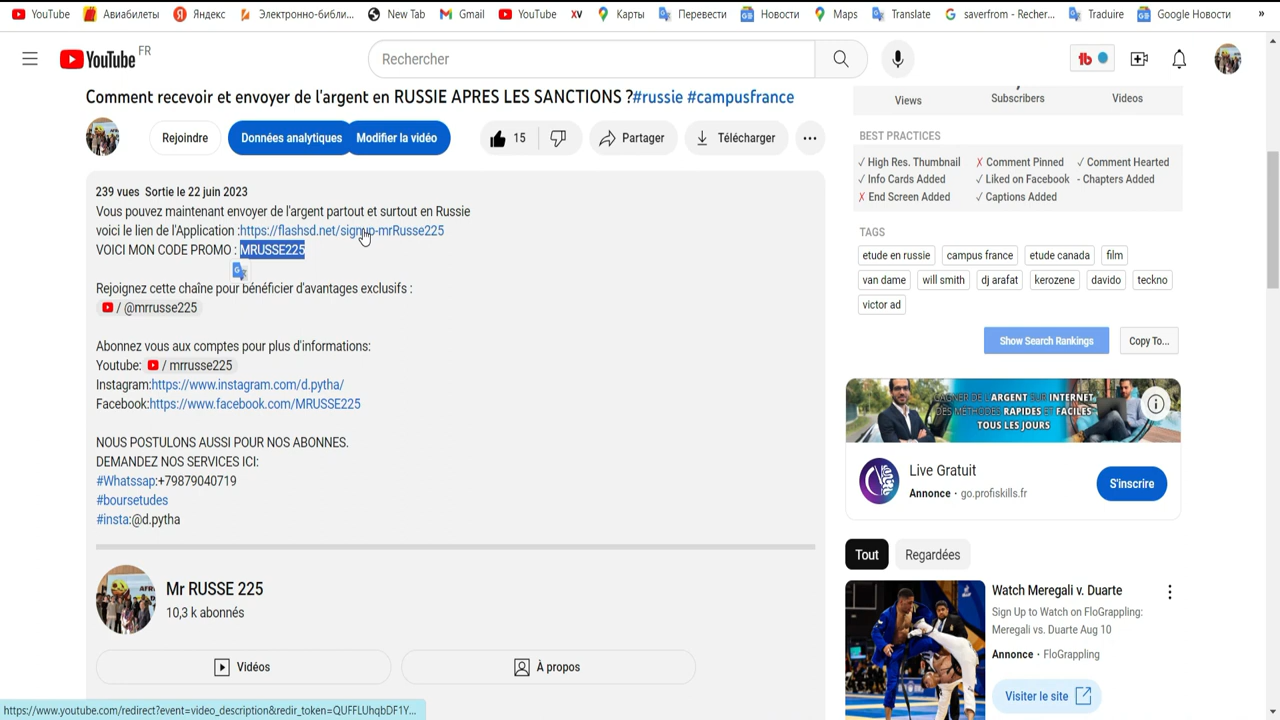 YouTube
Авиабилеты
Яндекс
Электронно-библи...
New Tab
Gmail
YouTube
XV
Карты
Перевести
Новости
Maps
Translate
saverfrom - Recher...
Traduire
Google Новости
»
YouTube FR
Rechercher
tb
Comment recevoir et envoyer de l'argent en RUSSIE APRES LES SANCTIONS ?#russie #campusfrance
Rejoindre
Données analytiques
Modifier la vidéo
15
Partager
Télécharger
239 vues Sortie le 22 juin 2023
Vous pouvez maintenant envoyer de l'argent partout et surtout en Russie
voici le lien de l'Application :https://flashsd.net/signup-mrRusse225
VOICI MON CODE PROMO : MRUSSE225
Rejoignez cette chaîne pour bénéficier d'avantages exclusifs :
/ @mrrusse225
Abonnez vous aux comptes pour plus d'informations:
Youtube: / mrrusse225
Instagram:https://www.instagram.com/d.pytha/
Facebook:https://www.facebook.com/MRUSSE225
NOUS POSTULONS AUSSI POUR NOS ABONNES.
DEMANDEZ NOS SERVICES ICI:
#Whatssap:+79879040719
#boursetudes
#insta:@d.pytha
Mr RUSSE 225
10,3 k abonnés
Vidéos
À propos
https://www.youtube.com/redirect?event=video_description&redir_token=QUFFLUhqbDF1Y...
Views
Subscribers
Videos
BEST PRACTICES
✓ High Res. Thumbnail ✗ Comment Pinned ✓ Comment Hearted
✓ Info Cards Added ✓ Liked on Facebook - Chapters Added
✗ End Screen Added ✓ Captions Added
TAGS
etude en russie campus france etude canada film
van dame will smith dj arafat kerozene davido teckno
victor ad
Show Search Rankings
Copy To...
GAGNER DE L'ARGENT SUR INTERNET
DES MÉTHODES RAPIDES ET FACILES
TOUS LES JOURS
Live Gratuit
Annonce · go.profiskills.fr
S'inscrire
Tout
Regardées
Watch Meregali v. Duarte
Sign Up to Watch on FloGrappling:
Meregali vs. Duarte Aug 10
Annonce · FloGrappling
Visiter le site